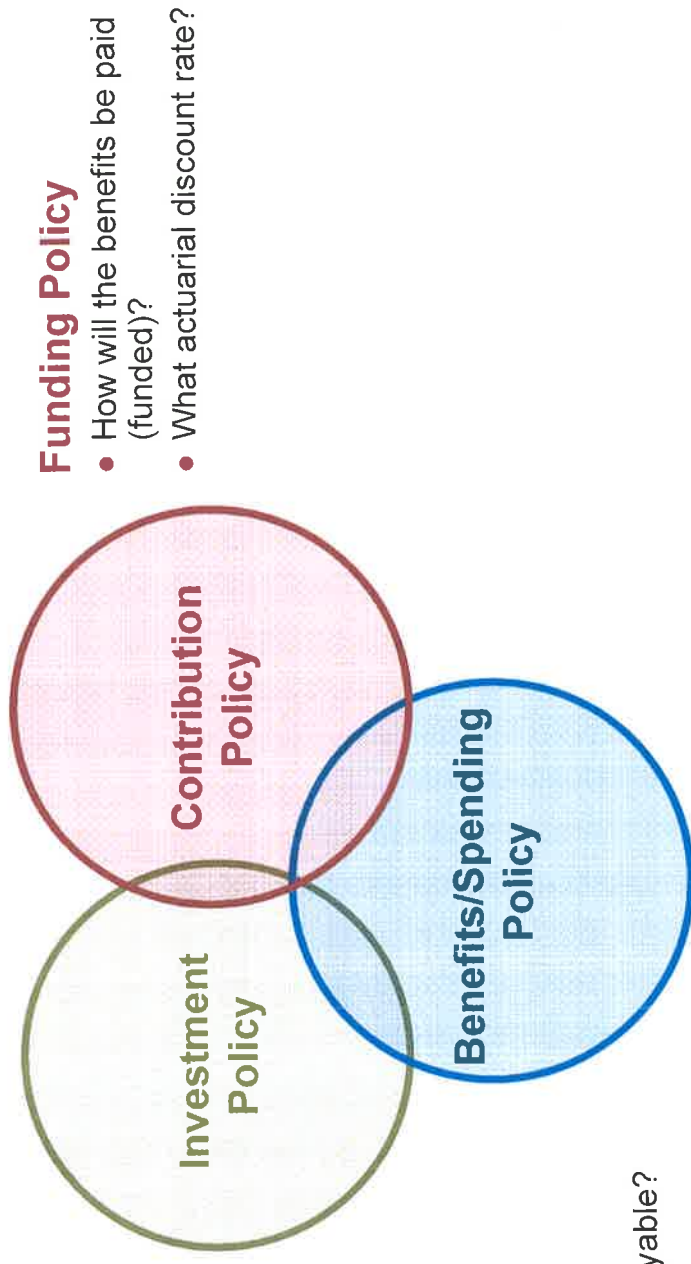 Funding Policy
• How will the benefits be paid
(funded)?
• What actuarial discount rate?
Investment
Policy
Contribution
Policy
Benefits/Spending
Policy